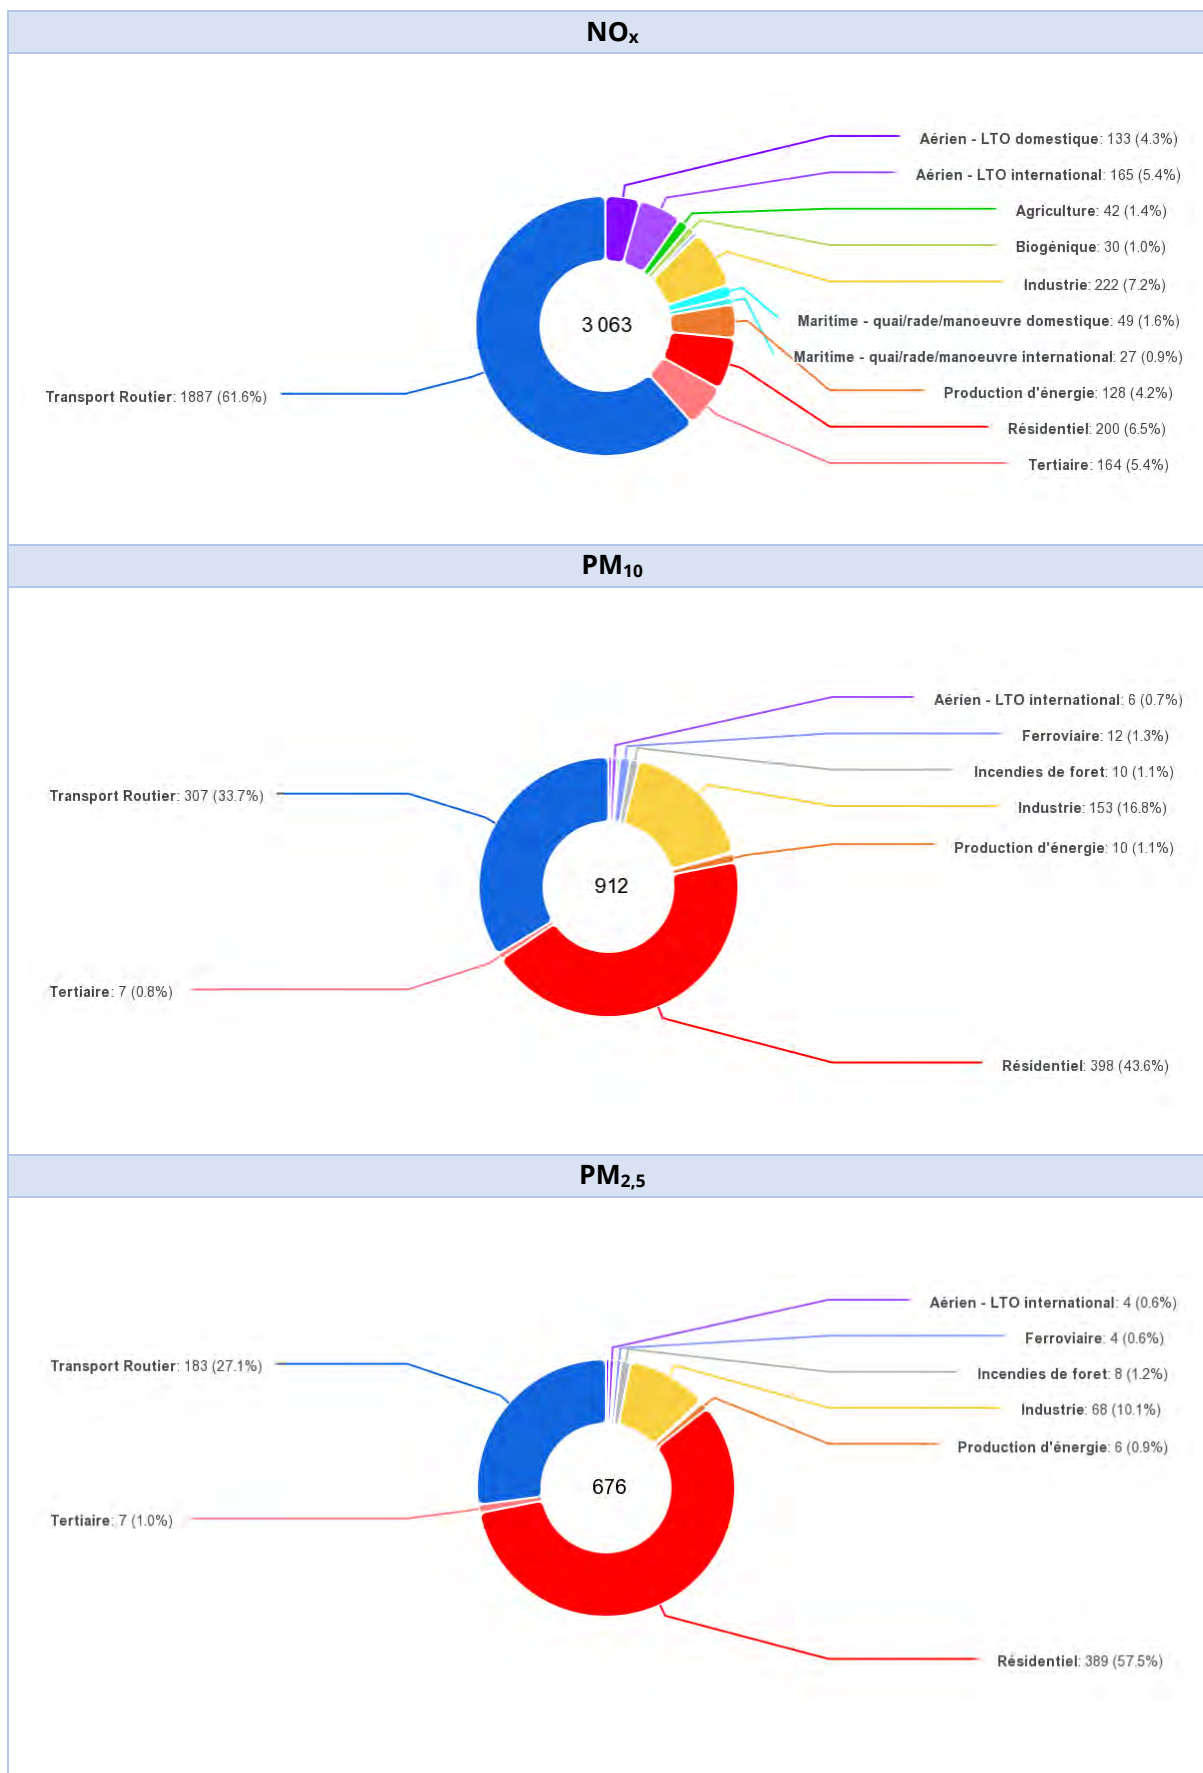 NOx
Aérien - LTO domestique: 133 (4.3%)
Aérien - LTO international: 165 (5.4%)
Agriculture: 42 (1.4%)
Biogénique: 30 (1.0%)
Industrie: 222 (7.2%)
3 063
Maritime - quai/rade/manoeuvre domestique: 49 (1.6%)
Maritime - quai/rade/manoeuvre international: 27 (0.9%)
Transport Routier: 1887 (61.6%)
Production d'énergie: 128 (4.2%)
Résidentiel: 200 (6.5%)
Tertiaire: 164 (5.4%)
PM10
Aérien - LTO international: 6 (0.7%)
Ferroviaire: 12 (1.3%)
Incendies de foret: 10 (1.1%)
Transport Routier: 307 (33.7%)
Industrie: 153 (16.8%)
Production d'énergie: 10 (1.1%)
912
Tertiaire: 7 (0.8%)
Résidentiel: 398 (43.6%)
PM2,5
Aérien - LTO international: 4 (0.6%)
Ferroviaire: 4 (0.6%)
Transport Routier: 183 (27.1%)
Incendies de foret: 8 (1.2%)
Industrie: 68 (10.1%)
Production d'énergie: 6 (0.9%)
676
Tertiaire: 7 (1.0%)
Résidentiel: 389 (57.5%)